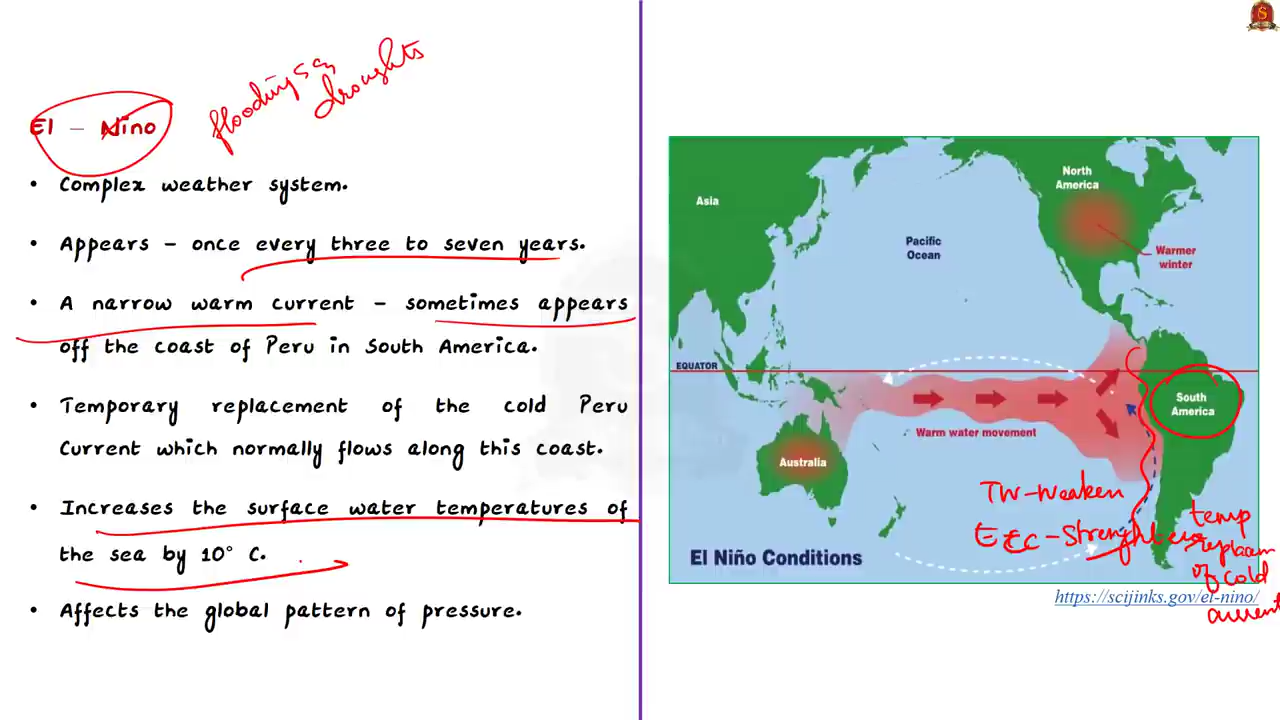 flooding &
droughts
El - Nino
• Complex weather system.
• Appears - once every three to seven years.
• A narrow warm current - sometimes appears
off the coast of Peru in South America.
• Temporary replacement of the cold Peru
Current which normally flows along this coast.
• Increases the surface water temperatures of
the sea by 10° C.
• Affects the global pattern of pressure.
Asia
North
America
Pacific
Ocean
Warmer
winter
EQUATOR
South
America
Warm water movement
Australia
TW-weaken
El Niño Conditions
temp
of cold
current
https://scijinks.gov/el-nino/